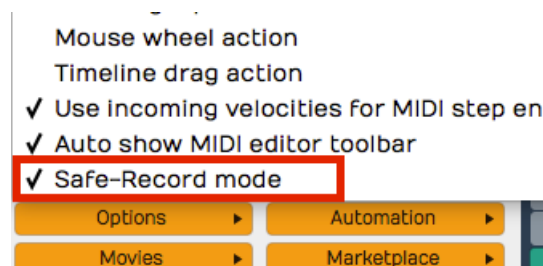 Mouse wheel action
Timeline drag action
✓ Use incoming velocities for MIDI step en
✓ Auto show MIDI editor toolbar
✓ Safe-Record mode
Options ▸ Automation ▸
Movies ▸ Marketplace ▸